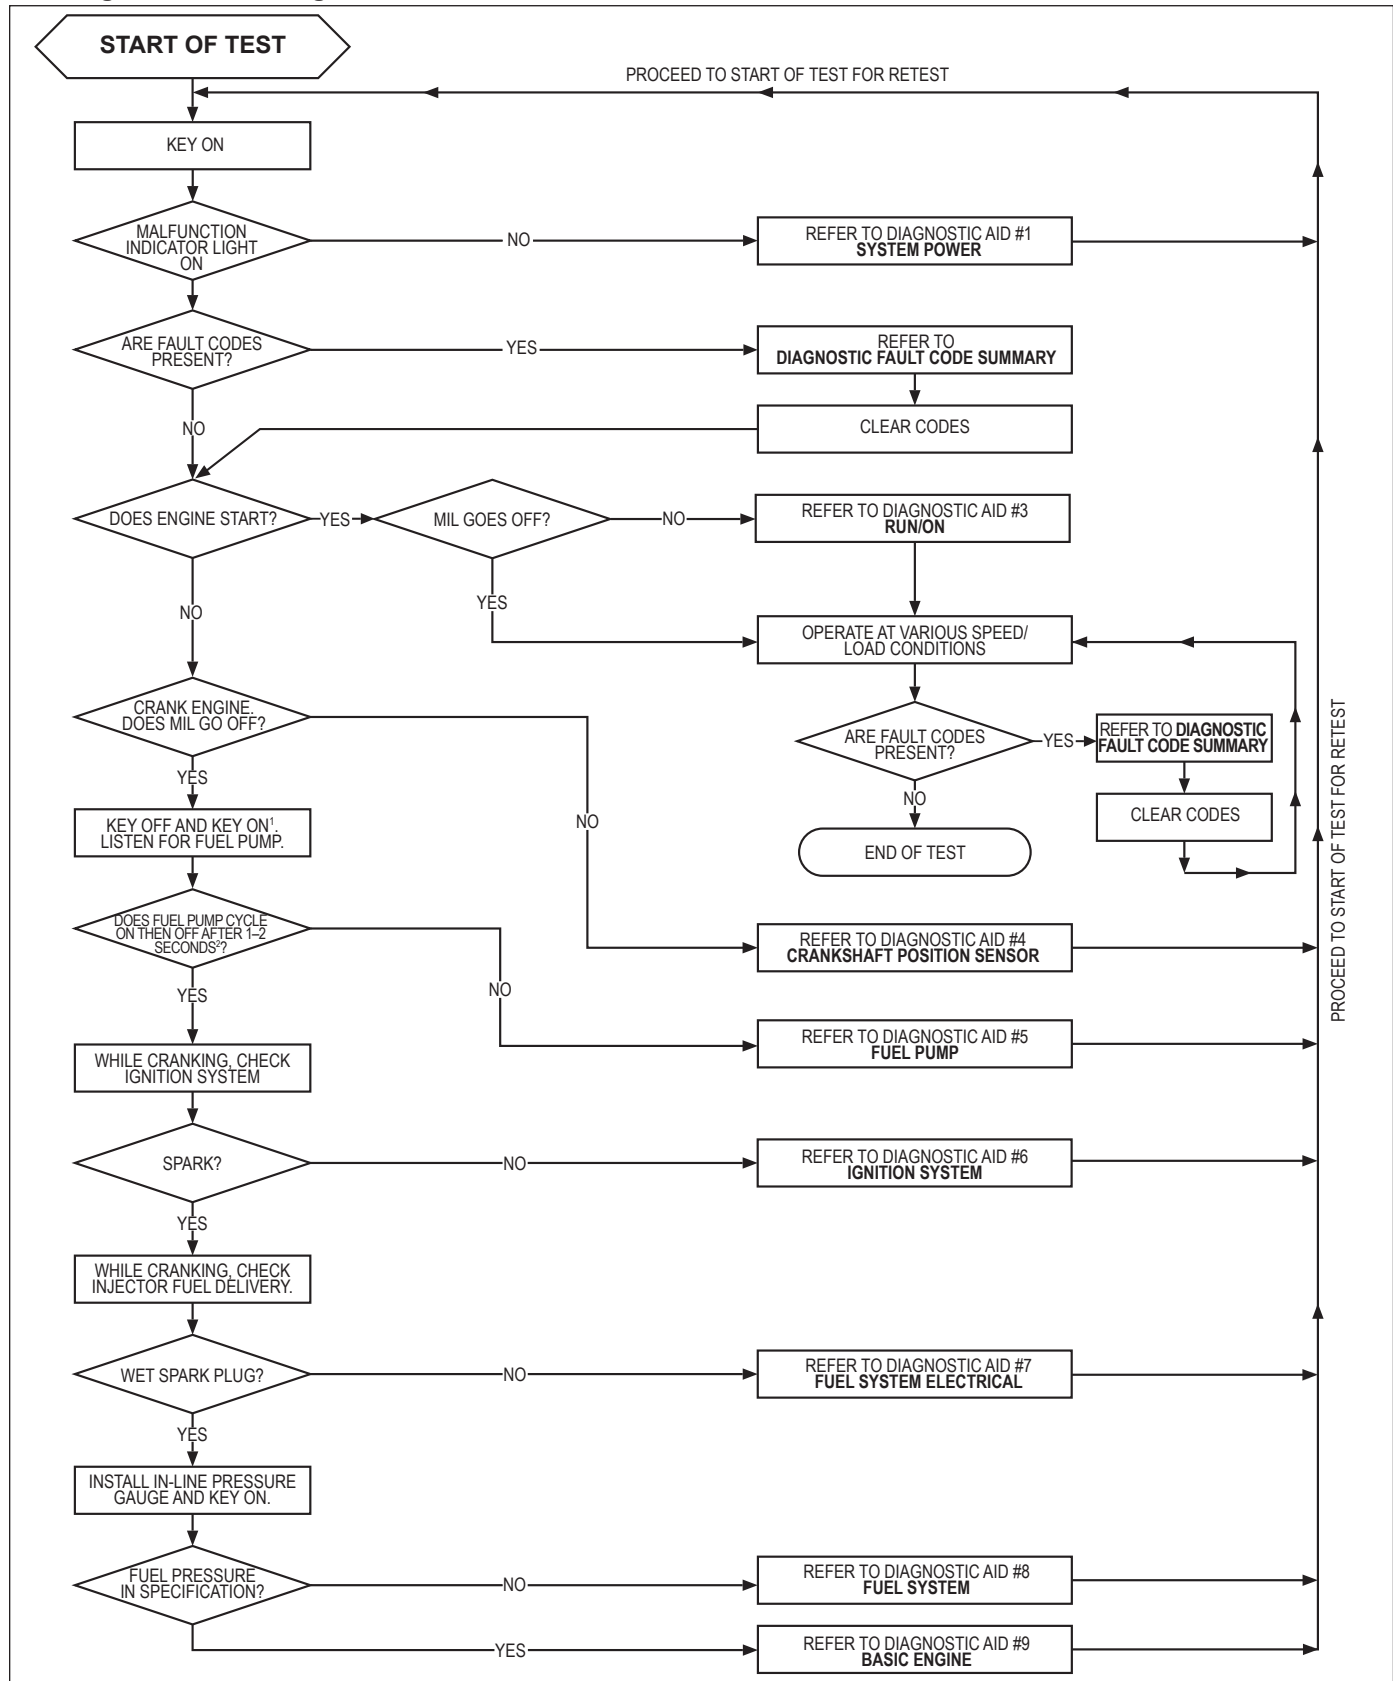 START OF TEST
PROCEED TO START OF TEST FOR RETEST
KEY ON
MALFUNCTION
INDICATOR LIGHT
ON
NO
REFER TO DIAGNOSTIC AID #1
SYSTEM POWER
ARE FAULT CODES
PRESENT?
YES
REFER TO
DIAGNOSTIC FAULT CODE SUMMARY
CLEAR CODES
NO
DOES ENGINE START?
YES
MIL GOES OFF?
NO
REFER TO DIAGNOSTIC AID #3
RUN/ON
YES
NO
OPERATE AT VARIOUS SPEED/
LOAD CONDITIONS
CRANK ENGINE.
DOES MIL GO OFF?
ARE FAULT CODES
PRESENT?
YES
REFER TO DIAGNOSTIC
FAULT CODE SUMMARY
PROCEED TO START OF TEST FOR RETEST
YES
NO
CLEAR CODES
KEY OFF AND KEY ON¹.
LISTEN FOR FUEL PUMP.
NO
END OF TEST
DOES FUEL PUMP CYCLE
ON THEN OFF AFTER 1–2
SECONDS²?
REFER TO DIAGNOSTIC AID #4
CRANKSHAFT POSITION SENSOR
YES
NO
WHILE CRANKING, CHECK
IGNITION SYSTEM
REFER TO DIAGNOSTIC AID #5
FUEL PUMP
SPARK?
NO
REFER TO DIAGNOSTIC AID #6
IGNITION SYSTEM
YES
WHILE CRANKING, CHECK
INJECTOR FUEL DELIVERY.
WET SPARK PLUG?
NO
REFER TO DIAGNOSTIC AID #7
FUEL SYSTEM ELECTRICAL
YES
INSTALL IN-LINE PRESSURE
GAUGE AND KEY ON.
FUEL PRESSURE
IN SPECIFICATION?
NO
REFER TO DIAGNOSTIC AID #8
FUEL SYSTEM
YES
REFER TO DIAGNOSTIC AID #9
BASIC ENGINE